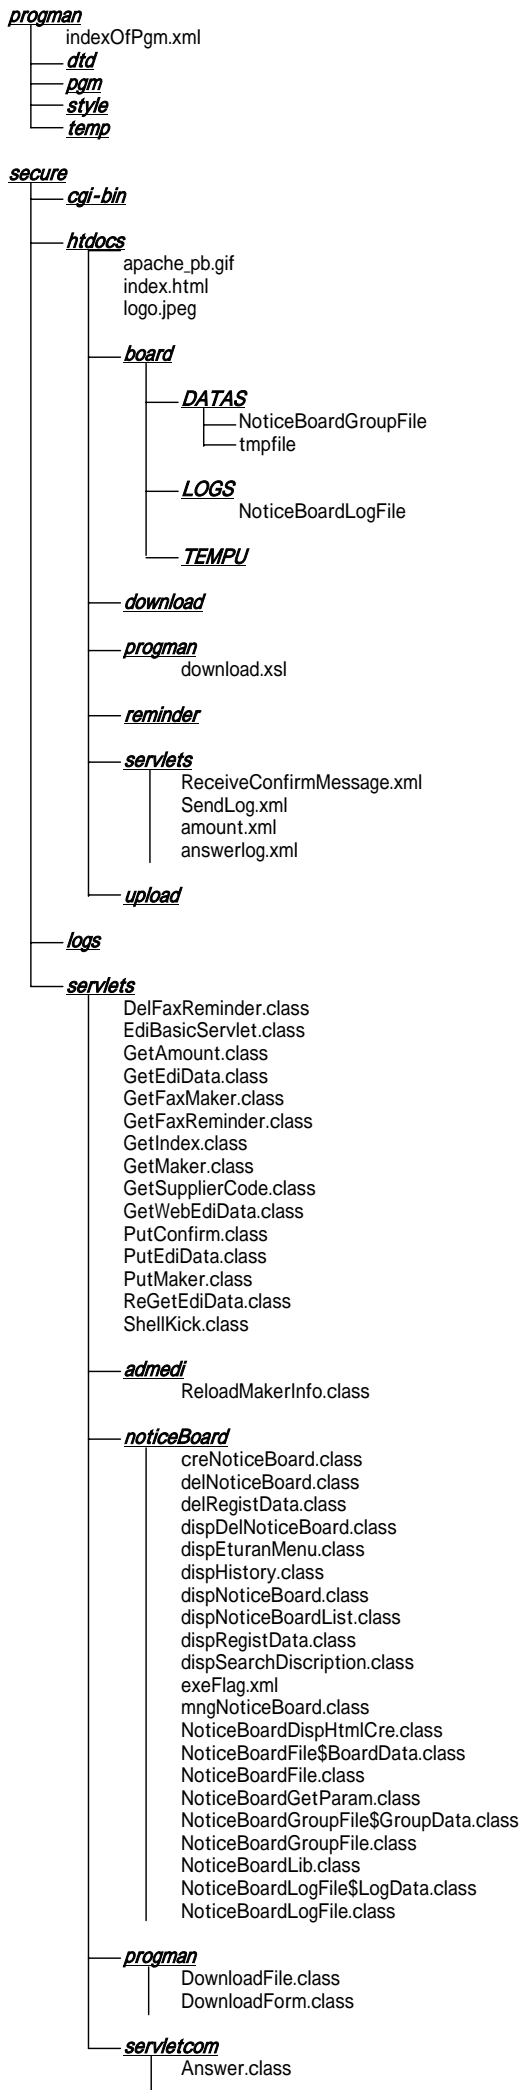 progman
indexOfPgm.xml
dtd
pgm
style
temp
secure
cgi-bin
htdocs
apache_pb.gif
index.html
logo.jpeg
board
DATAS
NoticeBoardGroupFile
tmpfile
LOGS
NoticeBoardLogFile
TEMPU
download
progman
download.xsl
reminder
servlets
ReceiveConfirmMessage.xml
SendLog.xml
amount.xml
answerlog.xml
upload
logs
servlets
DelFaxReminder.class
EdiBasicServlet.class
GetAmount.class
GetEdiData.class
GetFaxMaker.class
GetFaxReminder.class
GetIndex.class
GetMaker.class
GetSupplierCode.class
GetWebEdiData.class
PutConfirm.class
PutEdiData.class
PutMaker.class
ReGetEdiData.class
ShellKick.class
admedi
ReloadMakerInfo.class
noticeBoard
creNoticeBoard.class
delNoticeBoard.class
delRegistData.class
dispDelNoticeBoard.class
dispEturanMenu.class
dispHistory.class
dispNoticeBoard.class
dispNoticeBoardList.class
dispRegistData.class
dispSearchDiscription.class
exeFlag.xml
mngNoticeBoard.class
NoticeBoardDispHtmlCre.class
NoticeBoardFile$BoardData.class
NoticeBoardFile.class
NoticeBoardGetParam.class
NoticeBoardGroupFile$GroupData.class
NoticeBoardGroupFile.class
NoticeBoardLib.class
NoticeBoardLogFile$LogData.class
NoticeBoardLogFile.class
progman
DownloadFile.class
DownloadForm.class
servletcom
Answer.class